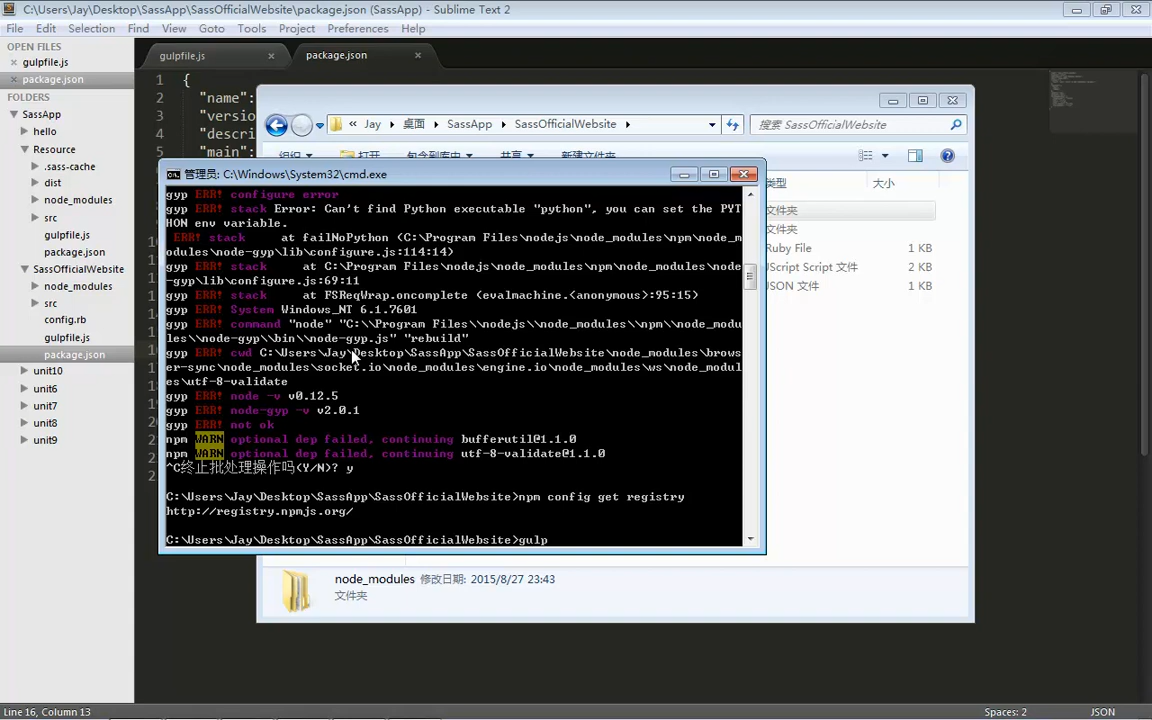 C:\Users\Jay\Desktop\SassApp\SassOfficialWebsite\package.json (SassApp) - Sublime Text 2
File Edit Selection Find View Goto Tools Project Preferences Help
OPEN FILES
gulpfile.js
package.json
FOLDERS
SassApp
hello
Resource
.sass-cache
dist
node_modules
src
gulpfile.js
package.json
SassOfficialWebsite
node_modules
src
config.rb
gulpfile.js
package.json
unit10
unit6
unit7
unit8
unit9
gulpfile.js
package.json
1 {
2 "name":
3 "version
4 "descri
5 "main":
« Jay ▸ 桌面 ▸ SassApp ▸ SassOfficialWebsite ▸
搜索 SassOfficialWebsite
组织 打开 包含到库中 共享 新建文件夹
类型 大小
文件夹
文件夹
Ruby File 1 KB
JScript Script 文件 2 KB
JSON 文件 1 KB
管理员: C:\Windows\System32\cmd.exe
gyp ERR! configure error
gyp ERR! stack Error: Can't find Python executable "python", you can set the PYT
HON env variable.
ERR! stack at failNoPython (C:\Program Files\nodejs\node_modules\npm\node_m
odules\node-gyp\lib\configure.js:114:14)
gyp ERR! stack at C:\Program Files\nodejs\node_modules\npm\node_modules\node
-gyp\lib\configure.js:69:11
gyp ERR! stack at FSReqWrap.oncomplete (evalmachine.<anonymous>:95:15)
gyp ERR! System Windows_NT 6.1.7601
gyp ERR! command "node" "C:\\Program Files\\nodejs\\node_modules\\npm\\node_modu
les\\node-gyp\\bin\\node-gyp.js" "rebuild"
gyp ERR! cwd C:\Users\Jay\Desktop\SassApp\SassOfficialWebsite\node_modules\brows
er-sync\node_modules\socket.io\node_modules\engine.io\node_modules\ws\node_modul
es\utf-8-validate
gyp ERR! node -v v0.12.5
gyp ERR! node-gyp -v v2.0.1
gyp ERR! not ok
npm WARN optional dep failed, continuing bufferutil@1.1.0
npm WARN optional dep failed, continuing utf-8-validate@1.1.0
^C终止批处理操作吗(Y/N)? y
C:\Users\Jay\Desktop\SassApp\SassOfficialWebsite>npm config get registry
http://registry.npmjs.org/
C:\Users\Jay\Desktop\SassApp\SassOfficialWebsite>gulp
node_modules 修改日期: 2015/8/27 23:43
文件夹
Line 16, Column 13
Spaces: 2
JSON